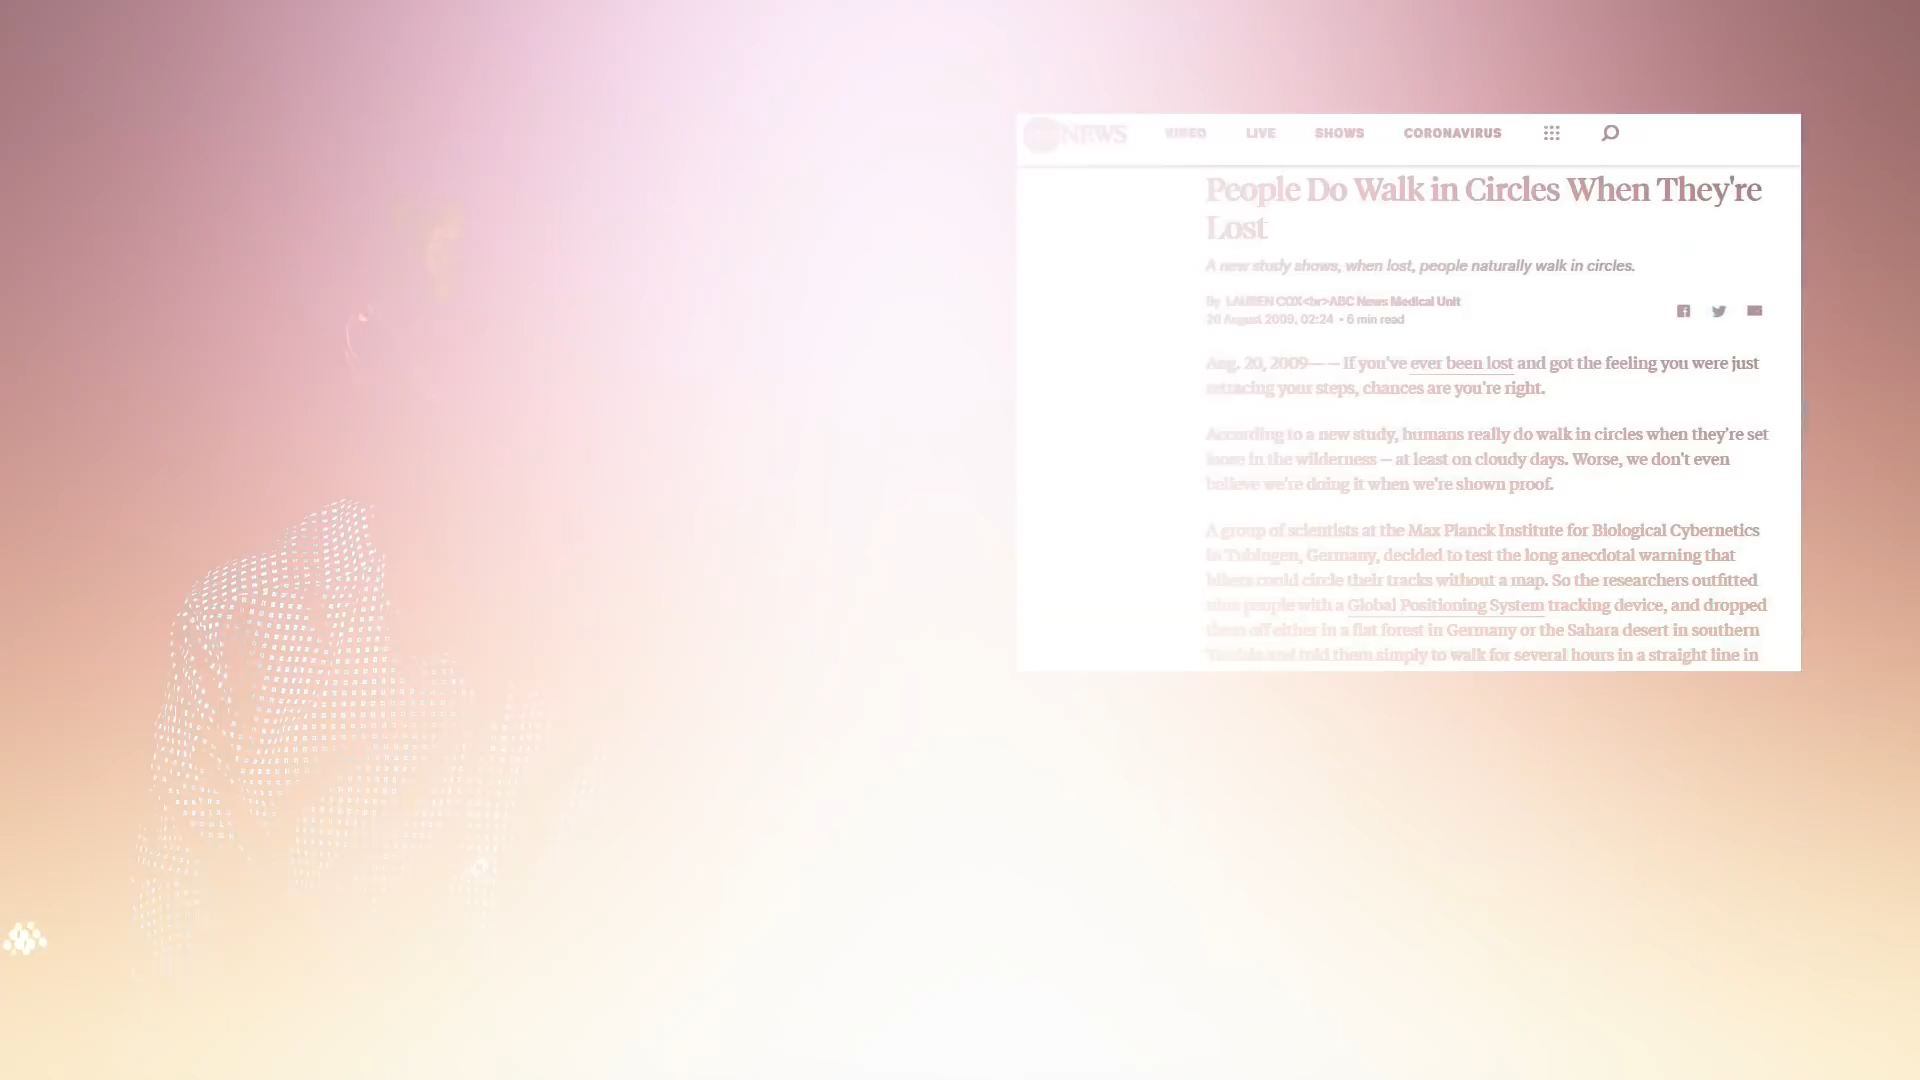 NEWS VIDEO LIVE SHOWS CORONAVIRUS
People Do Walk in Circles When They're
Lost
A new study shows, when lost, people naturally walk in circles.
By LAUREN COX<br>ABC News Medical Unit
20 August 2009, 02:24 • 6 min read
Aug. 20, 2009— — If you've ever been lost and got the feeling you were just
retracing your steps, chances are you're right.
According to a new study, humans really do walk in circles when they're set
loose in the wilderness — at least on cloudy days. Worse, we don't even
believe we're doing it when we're shown proof.
A group of scientists at the Max Planck Institute for Biological Cybernetics
in Tubingen, Germany, decided to test the long anecdotal warning that
hikers could circle their tracks without a map. So the researchers outfitted
nine people with a Global Positioning System tracking device, and dropped
them off either in a flat forest in Germany or the Sahara desert in southern
Tunisia and told them simply to walk for several hours in a straight line in